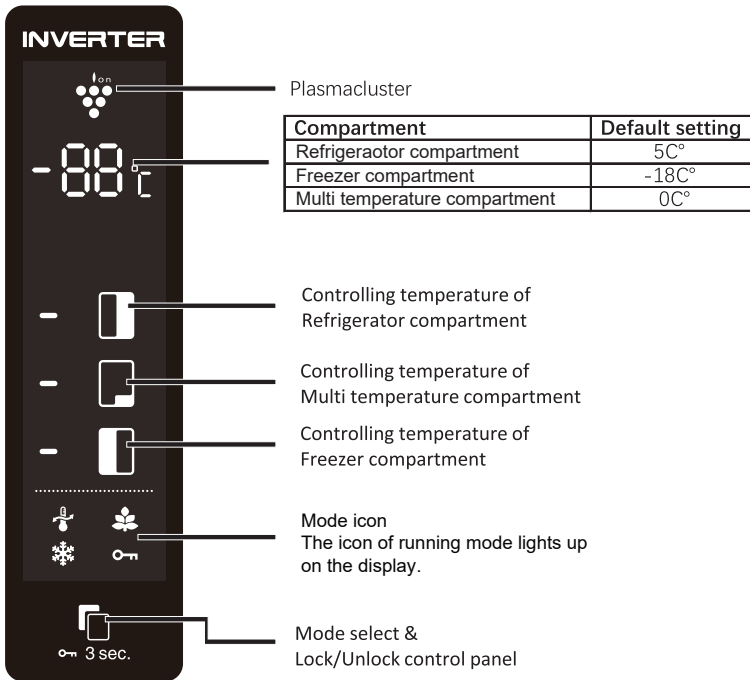 INVERTER
on
Plasmacluster
-88°C
Compartment Default setting
Refrigeraotor compartment 5C°
Freezer compartment -18C°
Multi temperature compartment 0C°
Controlling temperature of
Refrigerator compartment
Controlling temperature of
Multi temperature compartment
Controlling temperature of
Freezer compartment
Mode icon
The icon of running mode lights up
on the display.
Mode select &
Lock/Unlock control panel
3 sec.